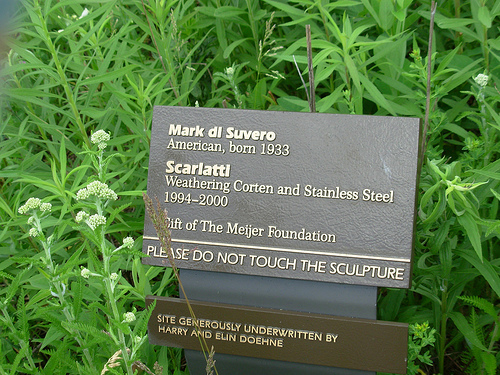 Mark di Suvero
American, born 1933
Scarlatti
Weathering Corten and Stainless Steel
1994–2000
Gift of The Meijer Foundation
PLEASE DO NOT TOUCH THE SCULPTURE
SITE GENEROUSLY UNDERWRITTEN BY
HARRY AND ELIN DOEHNE